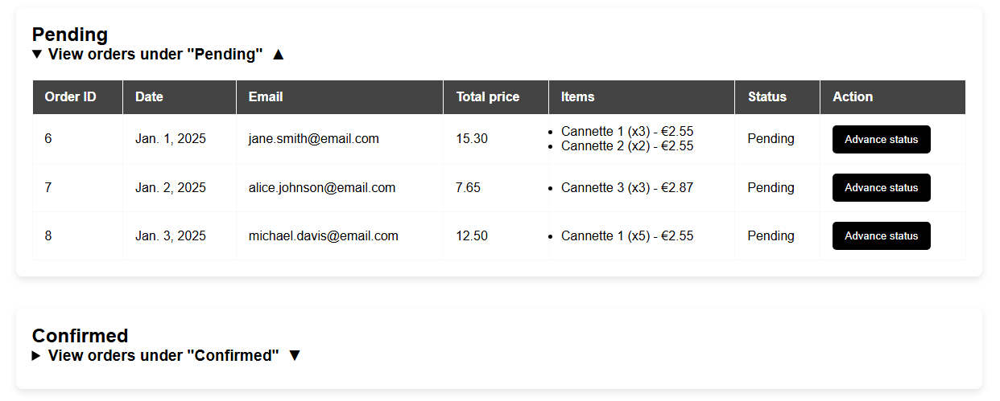 Pending
▼ View orders under "Pending" ▲
Order ID Date Email Total price Items Status Action
6 Jan. 1, 2025 jane.smith@email.com 15.30 • Cannette 1 (x3) - €2.55 Pending Advance status
• Cannette 2 (x2) - €2.55
7 Jan. 2, 2025 alice.johnson@email.com 7.65 • Cannette 3 (x3) - €2.87 Pending Advance status
8 Jan. 3, 2025 michael.davis@email.com 12.50 • Cannette 1 (x5) - €2.55 Pending Advance status
Confirmed
▶ View orders under "Confirmed" ▼